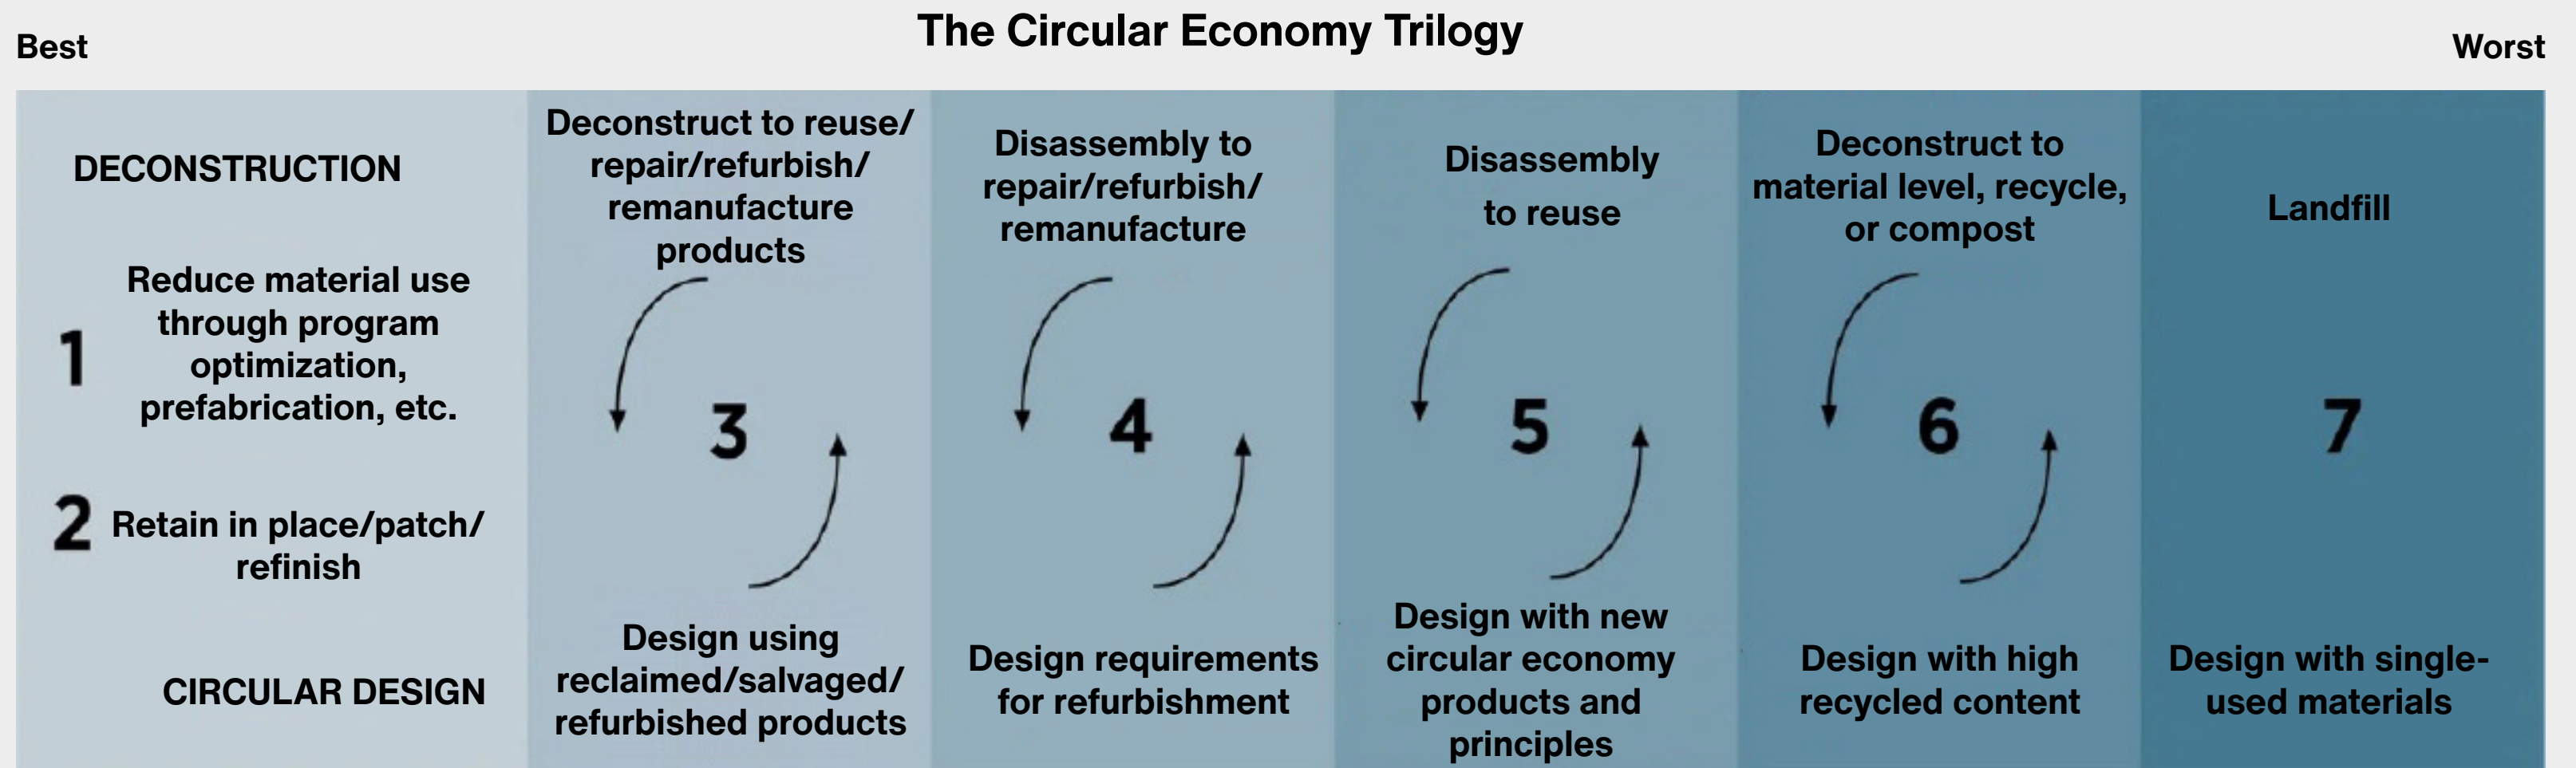 The Circular Economy Trilogy
Best
Worst
DECONSTRUCTION
1
Reduce material use
through program
optimization,
prefabrication, etc.
2
Retain in place/patch/
refinish
CIRCULAR DESIGN
Deconstruct to reuse/
repair/refurbish/
remanufacture
products
3
Design using
reclaimed/salvaged/
refurbished products
Disassembly to
repair/refurbish/
remanufacture
4
Design requirements
for refurbishment
Disassembly
to reuse
5
Design with new
circular economy
products and
principles
Deconstruct to
material level, recycle,
or compost
6
Design with high
recycled content
Landfill
7
Design with single-
used materials